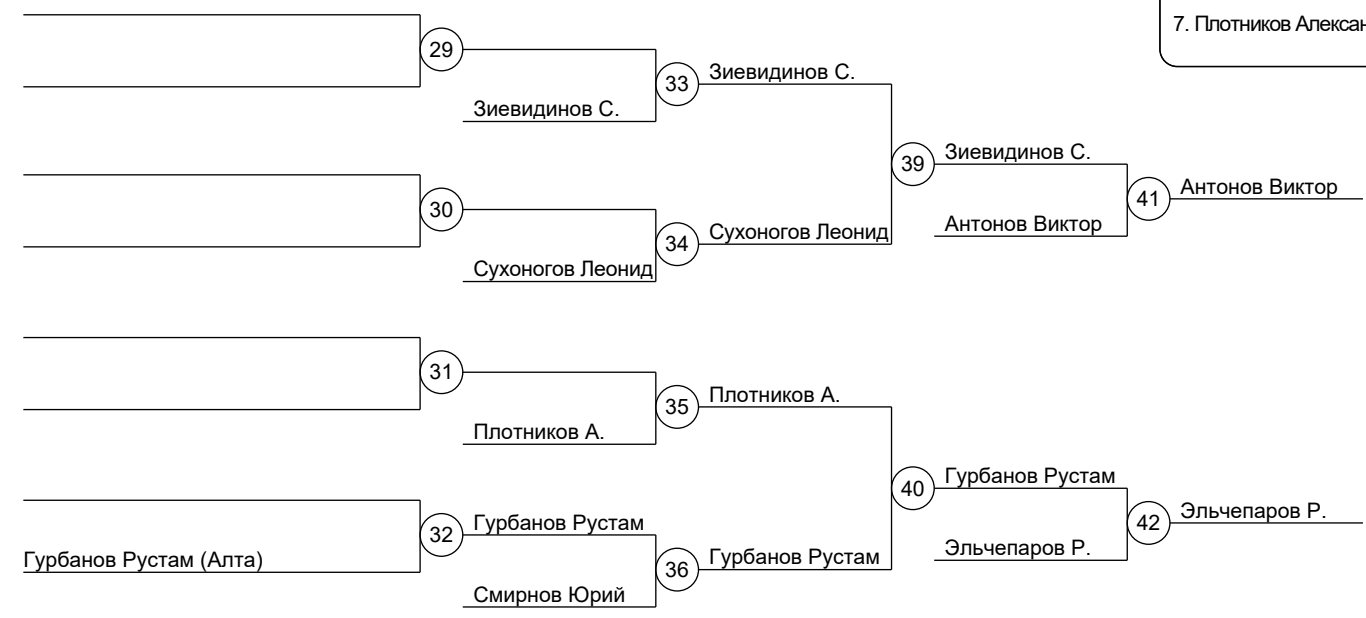 7. Плотников
29
33
Зиевидинов С.
Зиевидинов С.
39
Зиевидинов С.
41
Антонов Виктор
30
34
Сухоногов Леонид
Антонов Виктор
Сухоногов Леонид
31
35
Плотников А.
Плотников А.
40
Гурбанов Рустам
42
Эльчепаров Р.
32
Гурбанов Рустам
Эльчепаров Р.
Гурбанов Рустам (Алта)
36
Гурбанов Рустам
Смирнов Юрий